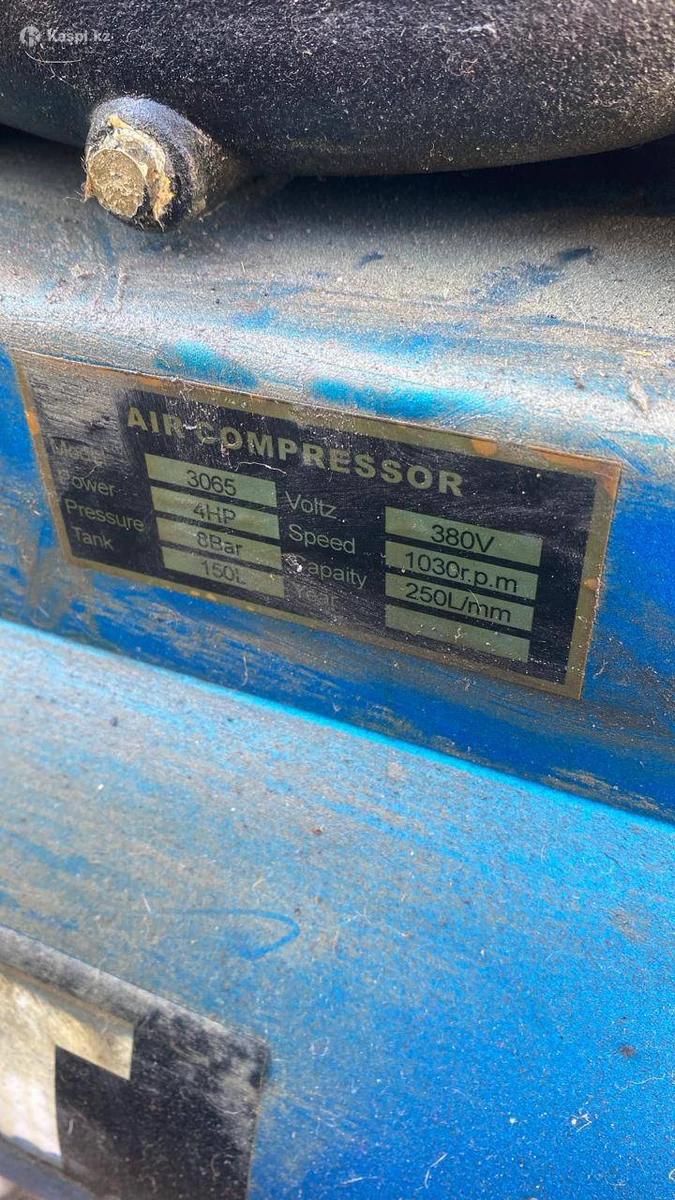 Kaspi.kz
AIR COMPRESSOR
Model 3065 Voltz 380V
Power 4HP Speed 1030r.p.m
Pressure 8Bar Capaity 250L/mm
Tank 150L Year